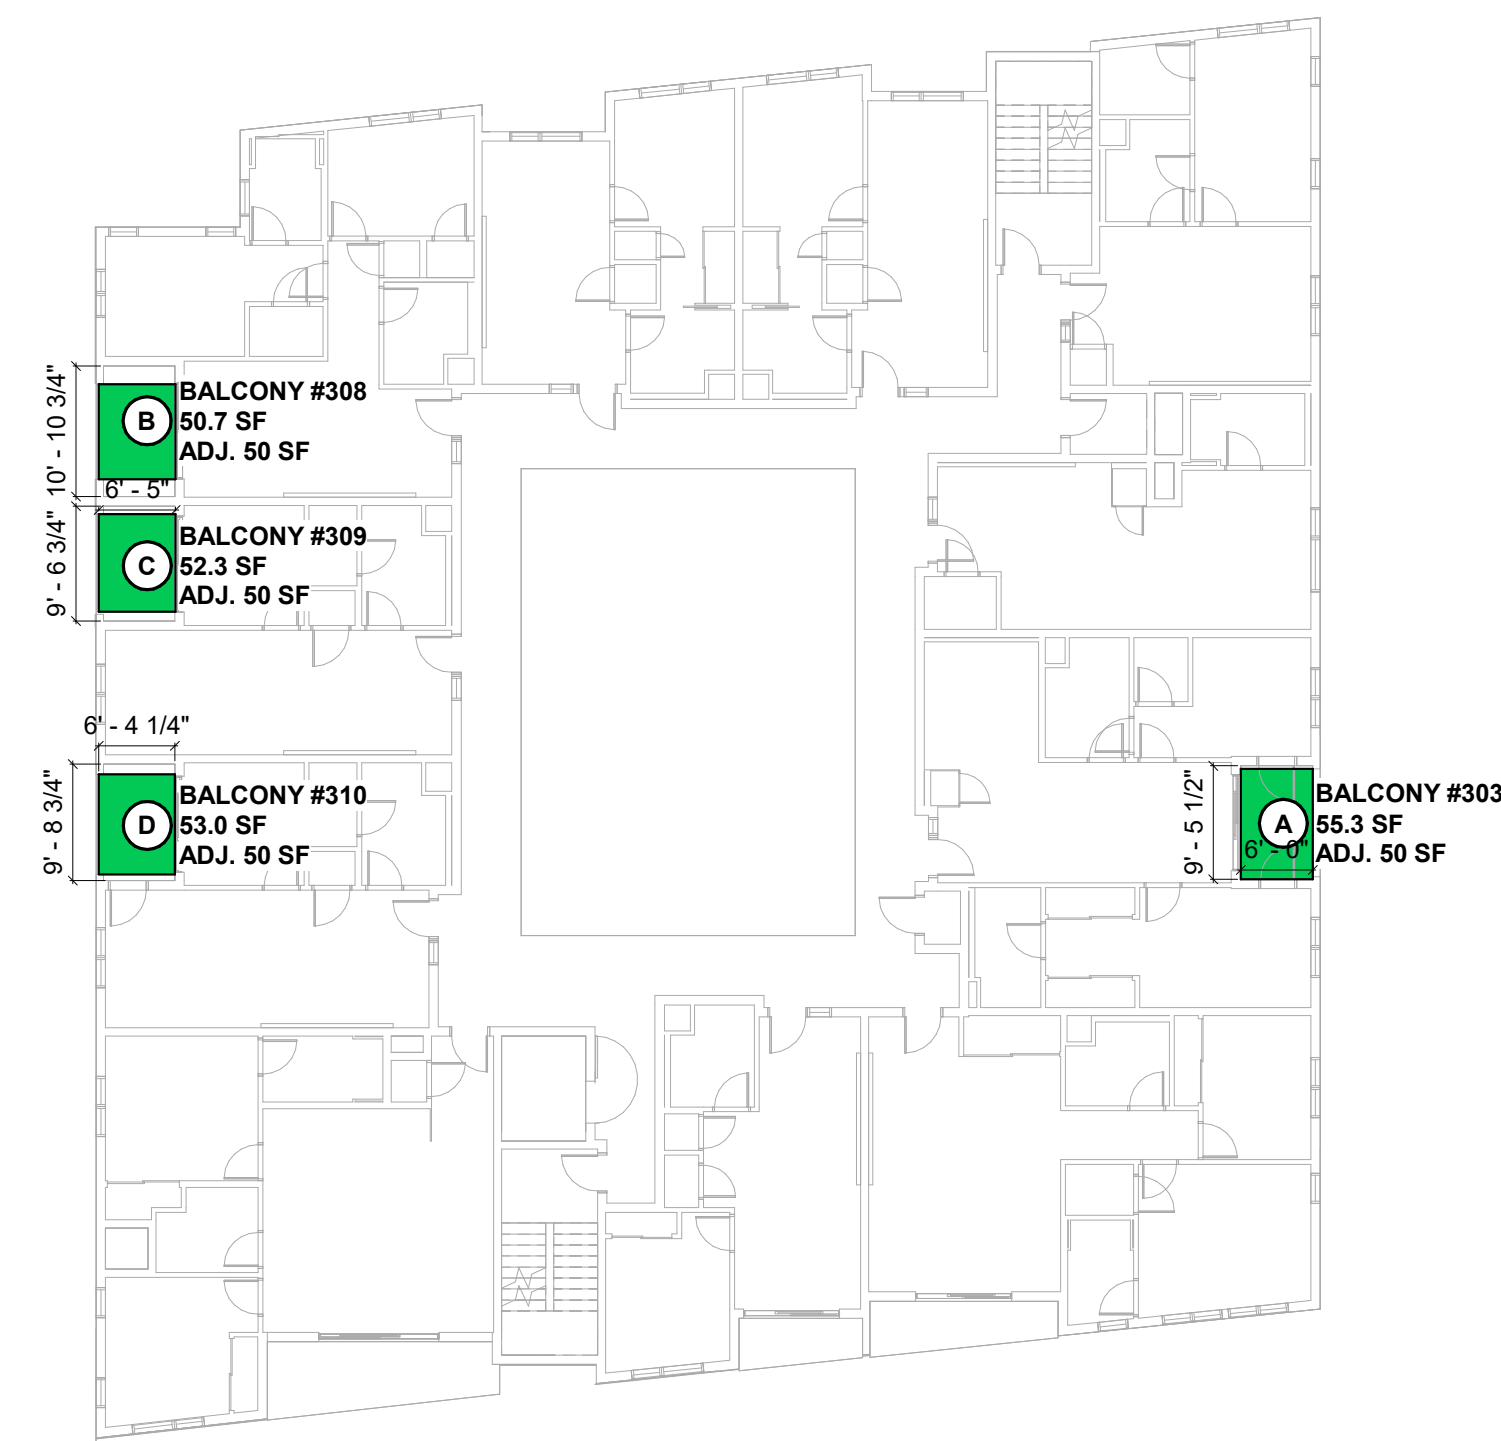 10' - 10 3/4"
B
BALCONY #308
50.7 SF
ADJ. 50 SF
6' - 5"
9' - 6 3/4"
C
BALCONY #309
52.3 SF
ADJ. 50 SF
6' - 4 1/4"
9' - 8 3/4"
D
BALCONY #310
53.0 SF
ADJ. 50 SF
9' - 5 1/2"
A
6' - 0"
BALCONY #303
55.3 SF
ADJ. 50 SF